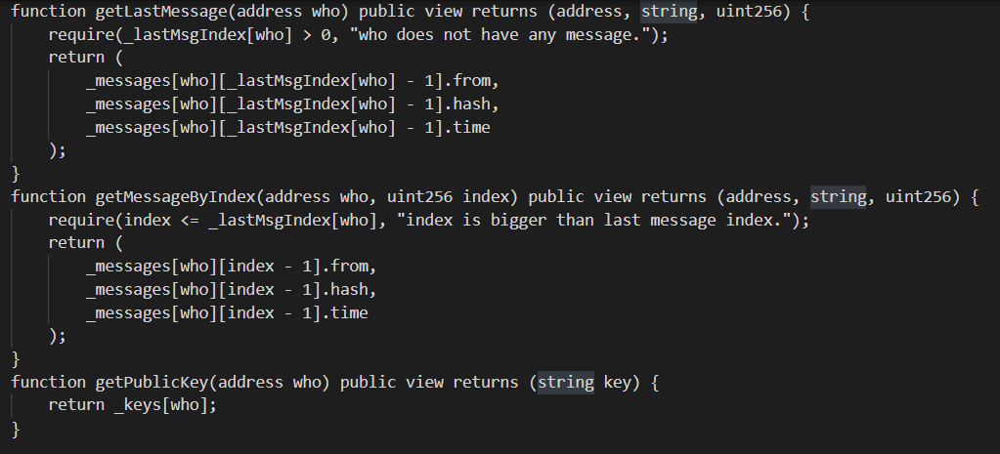 function getLastMessage(address who) public view returns (address, string, uint256) {
    require(_lastMsgIndex[who] > 0, "who does not have any message.");
    return (
        _messages[who][_lastMsgIndex[who] - 1].from,
        _messages[who][_lastMsgIndex[who] - 1].hash,
        _messages[who][_lastMsgIndex[who] - 1].time
    );
}
function getMessageByIndex(address who, uint256 index) public view returns (address, string, uint256) {
    require(index <= _lastMsgIndex[who], "index is bigger than last message index.");
    return (
        _messages[who][index - 1].from,
        _messages[who][index - 1].hash,
        _messages[who][index - 1].time
    );
}
function getPublicKey(address who) public view returns (string key) {
    return _keys[who];
}